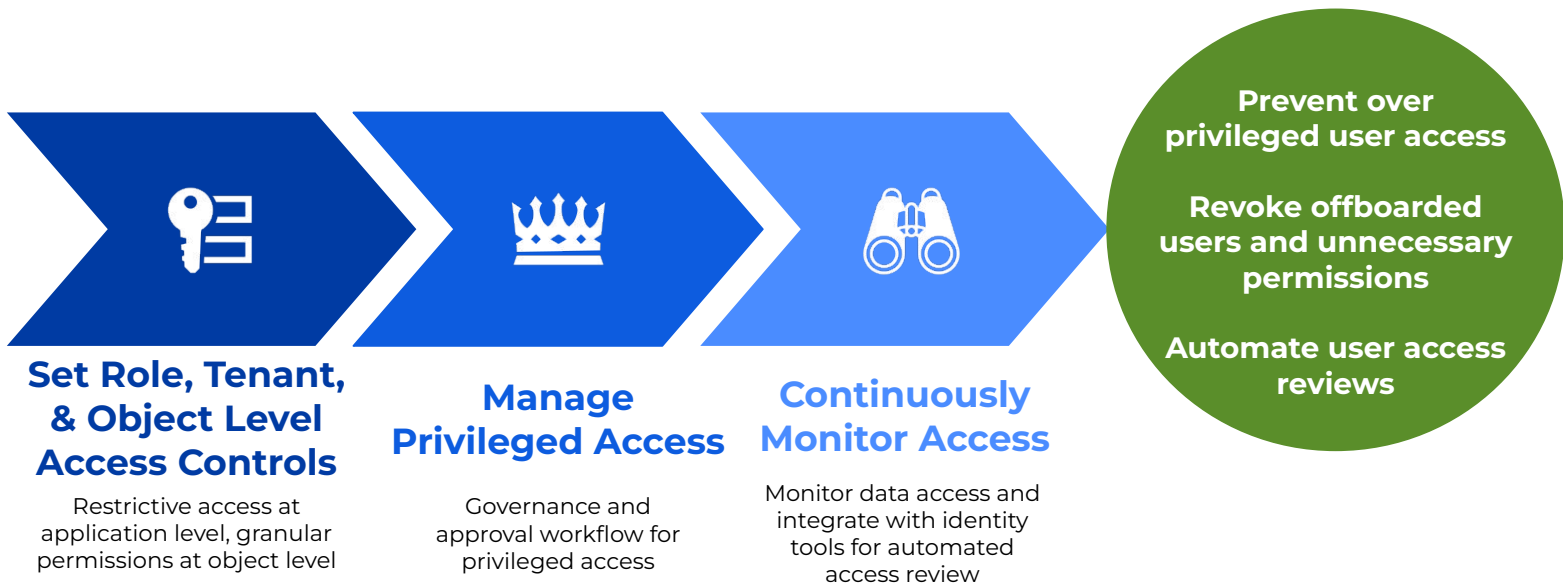 Set Role, Tenant,
& Object Level
Access Controls
Restrictive access at
application level, granular
permissions at object level
Manage
Privileged Access
Governance and
approval workflow for
privileged access
Continuously
Monitor Access
Monitor data access and
integrate with identity
tools for automated
access review
Prevent over
privileged user access
Revoke offboarded
users and unnecessary
permissions
Automate user access
reviews